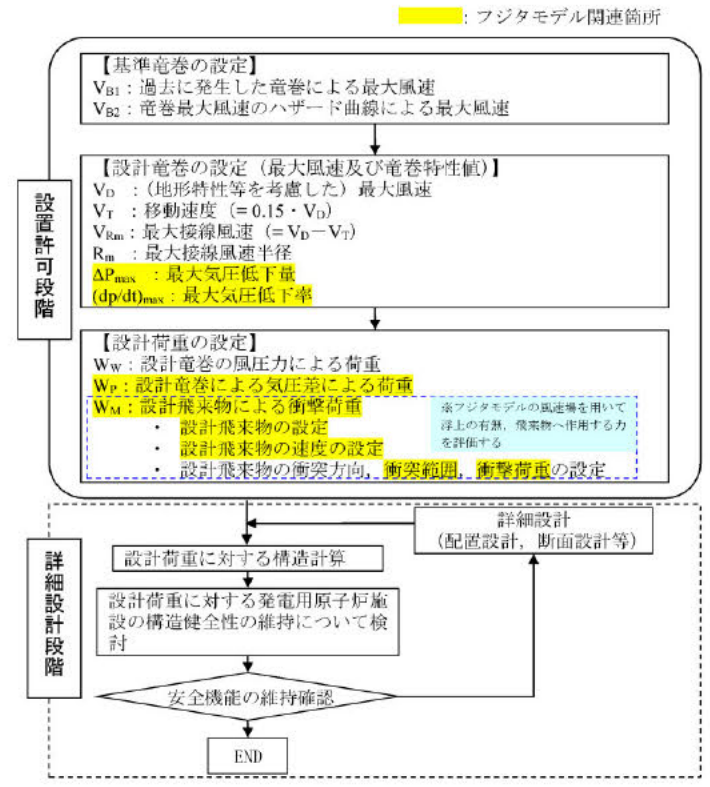 ：フジタモデル関連箇所
【基準竜巻の設定】
V_B1：過去に発生した竜巻による最大風速
V_B2：竜巻最大風速のハザード曲線による最大風速
設置許可段階
【設計竜巻の設定（最大風速及び竜巻特性値）】
V_D ：（地形特性等を考慮した）最大風速
V_T ：移動速度（= 0.15・V_D）
V_Rm：最大接線風速（= V_D－V_T）
R_m ：最大接線風速半径
ΔP_max ：最大気圧低下量
(dp/dt)_max：最大気圧低下率
【設計荷重の設定】
W_W：設計竜巻の風圧力による荷重
W_P：設計竜巻による気圧差による荷重
W_M：設計飛来物による衝撃荷重
・ 設計飛来物の設定
・ 設計飛来物の速度の設定
・ 設計飛来物の衝突方向，衝突範囲，衝撃荷重の設定
※フジタモデルの風速場を用いて
浮上の有無，飛来物へ作用する力
を評価する
詳細設計段階
詳細設計
（配置設計，断面設計等）
設計荷重に対する構造計算
設計荷重に対する発電用原子炉施
設の構造健全性の維持について検
討
安全機能の維持確認
END